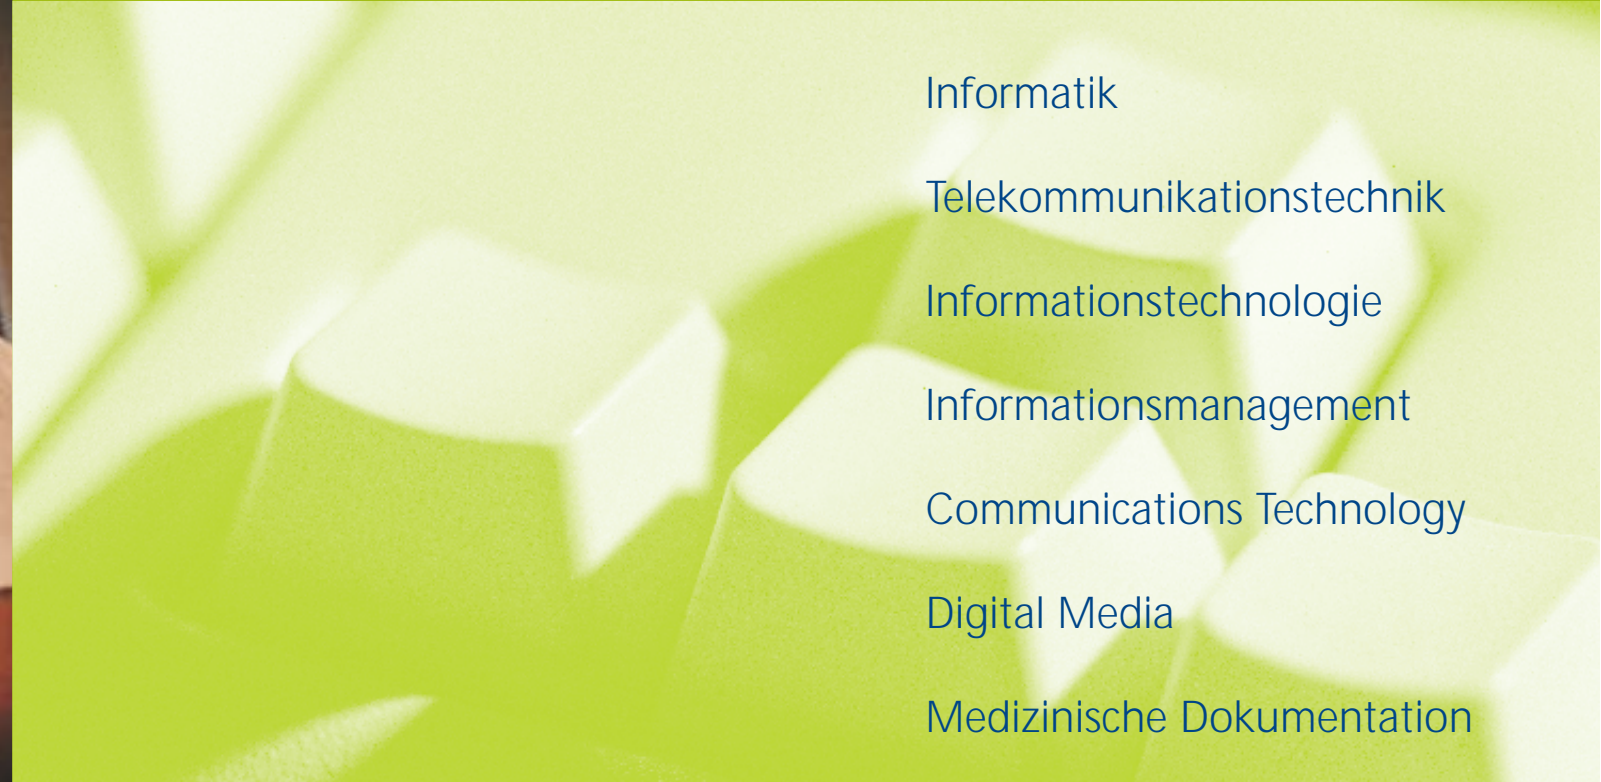 Informatik
Telekommunikationstechnik
Informationstechnologie
Informationsmanagement
Communications Technology
Digital Media
Medizinische Dokumentation